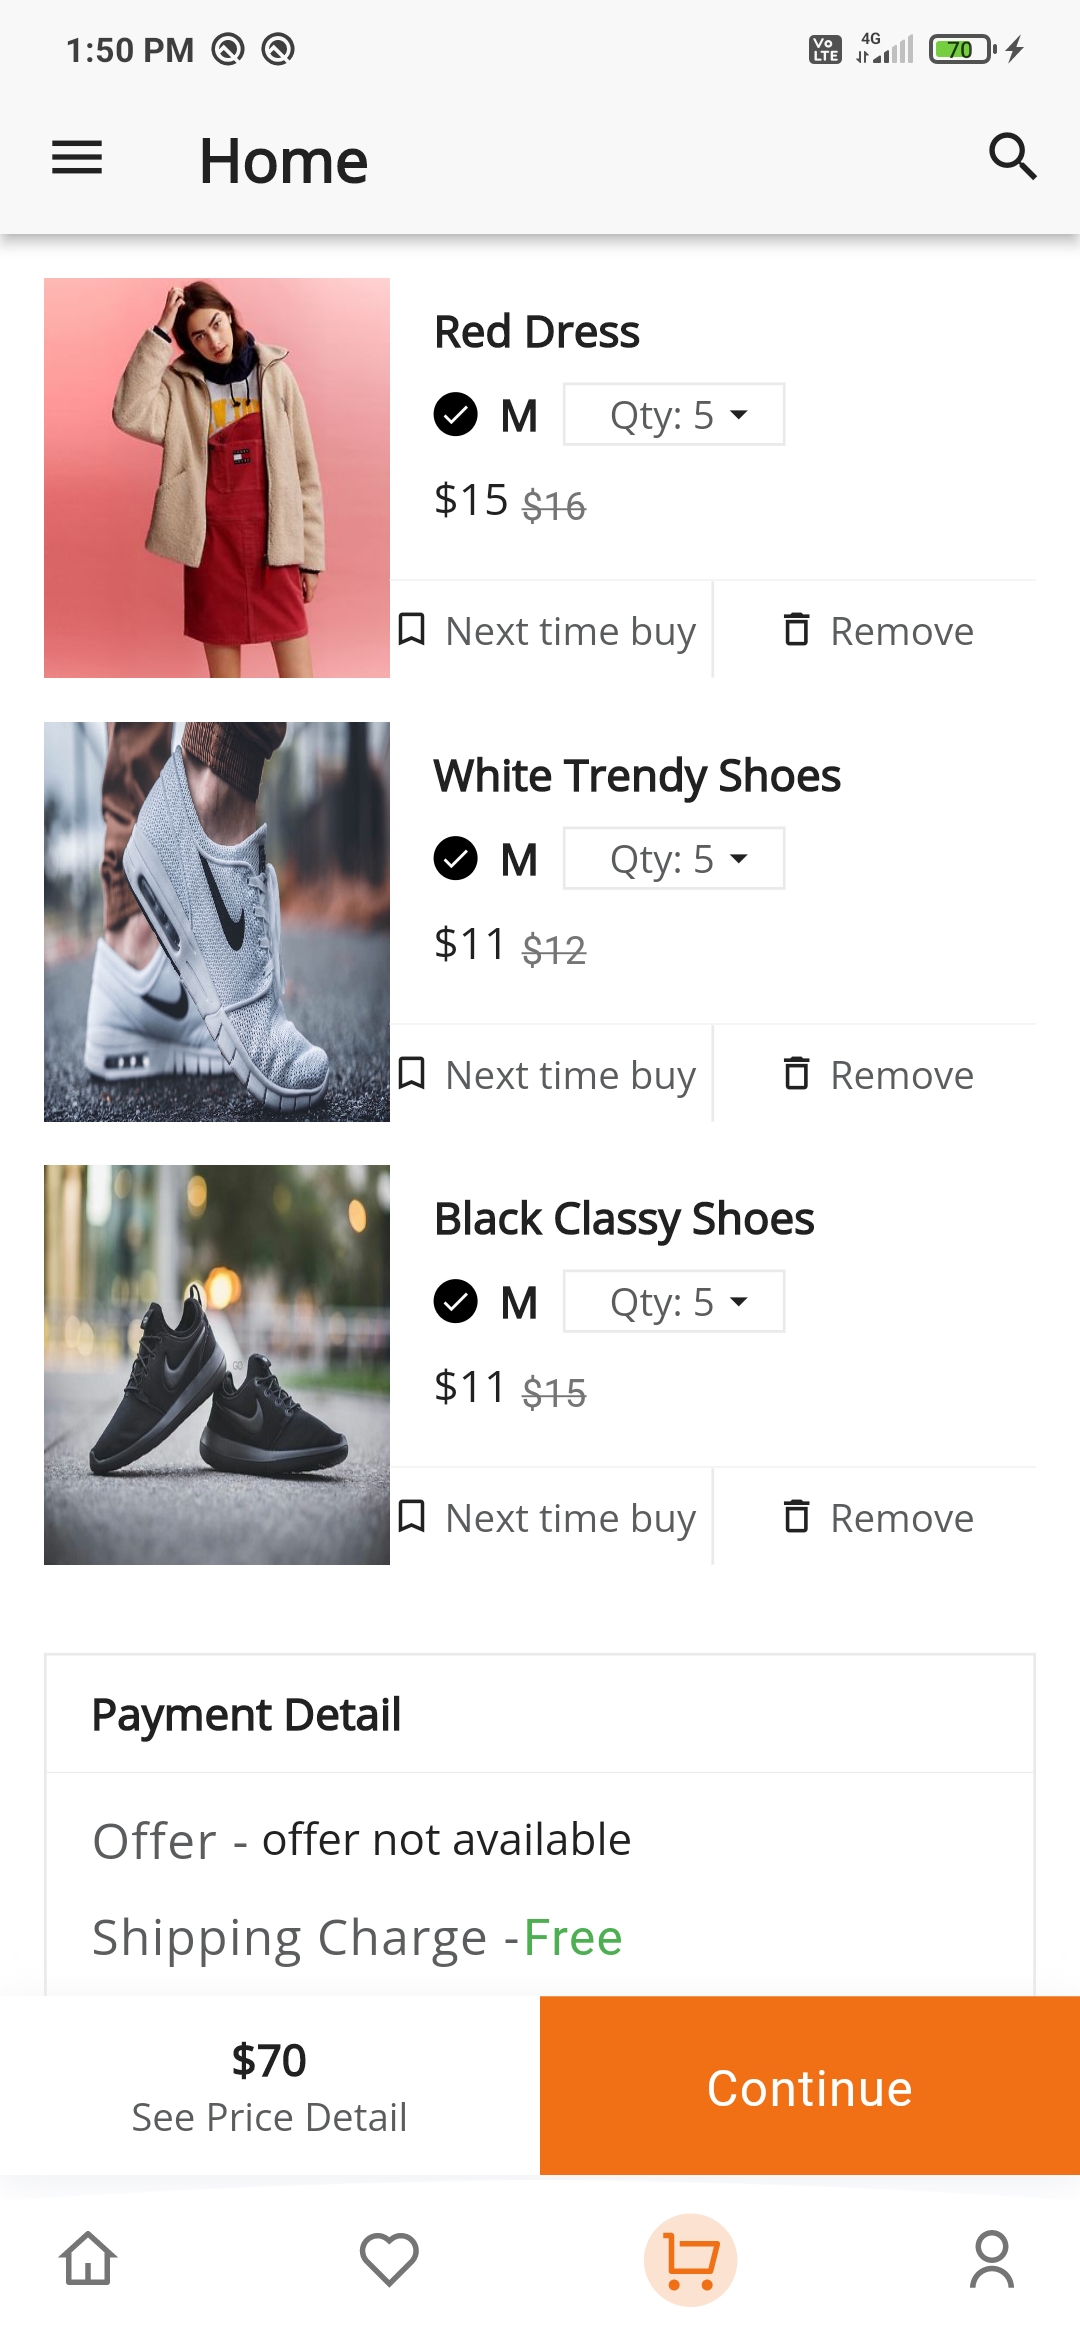 1:50 PM
Vo LTE 4G 70
Home
Red Dress
M Qty: 5
$15 $16
Next time buy Remove
White Trendy Shoes
M Qty: 5
$11 $12
Next time buy Remove
Black Classy Shoes
M Qty: 5
$11 $15
Next time buy Remove
Payment Detail
Offer - offer not available
Shipping Charge -Free
$70
See Price Detail
Continue